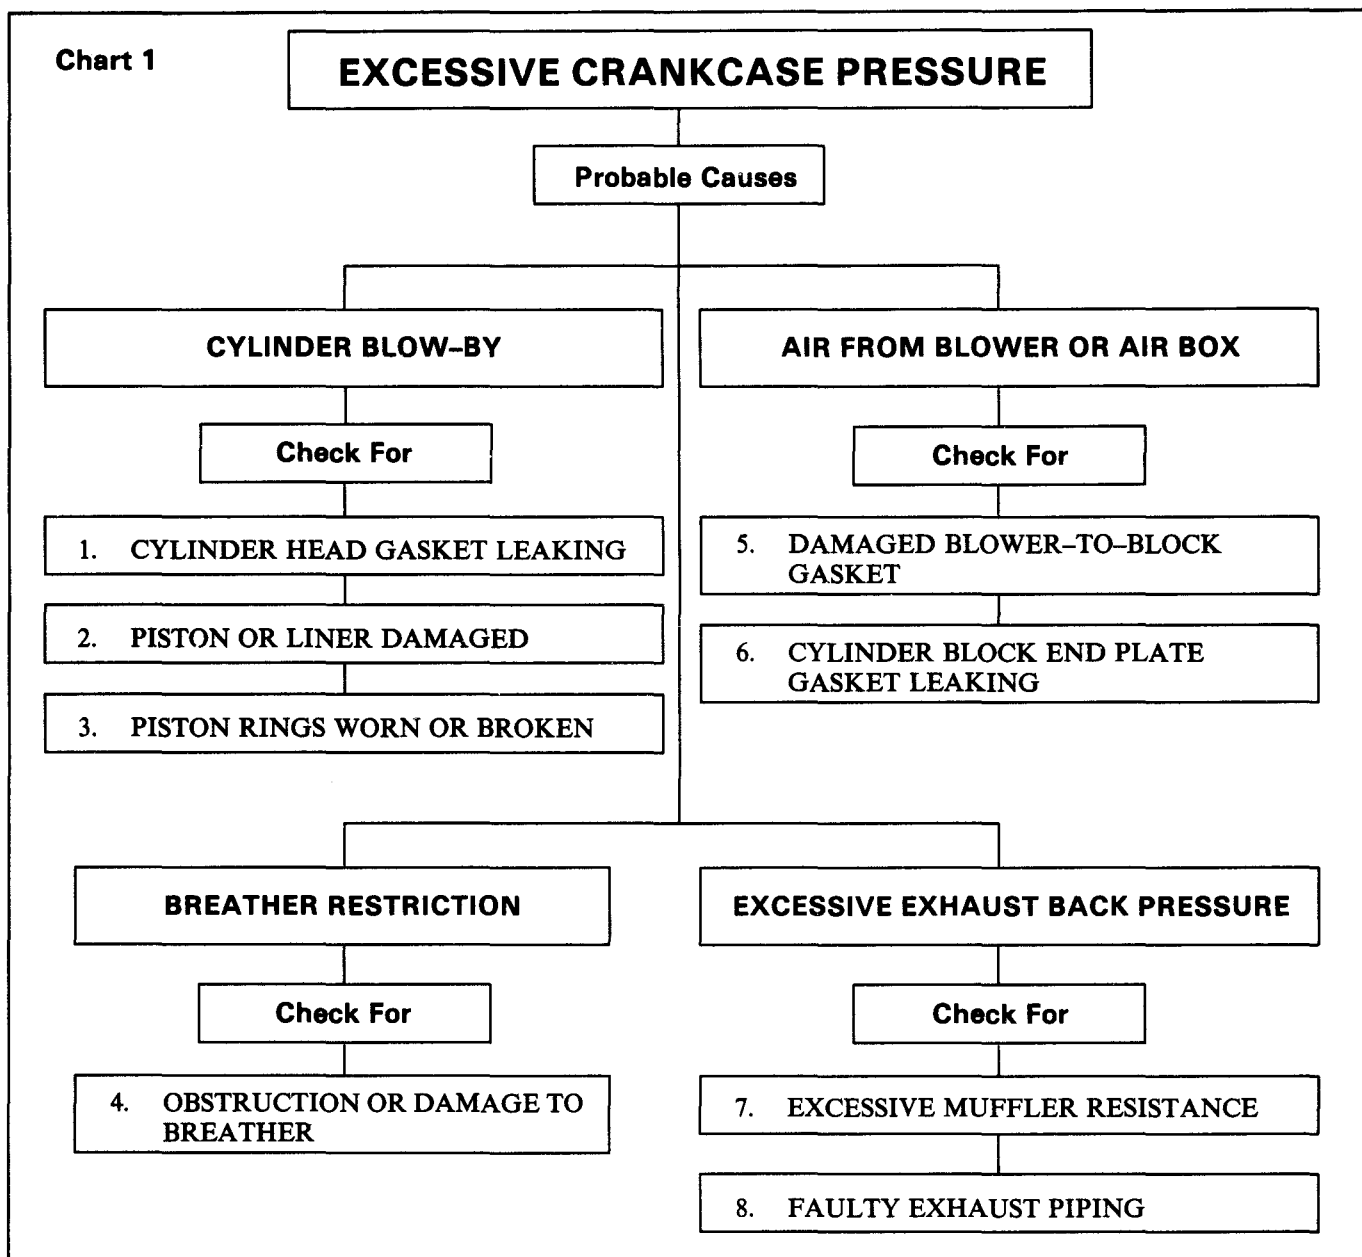 Chart 1
EXCESSIVE CRANKCASE PRESSURE
Probable Causes
CYLINDER BLOW–BY
Check For
1. CYLINDER HEAD GASKET LEAKING
2. PISTON OR LINER DAMAGED
3. PISTON RINGS WORN OR BROKEN
AIR FROM BLOWER OR AIR BOX
Check For
5. DAMAGED BLOWER–TO–BLOCK
GASKET
6. CYLINDER BLOCK END PLATE
GASKET LEAKING
BREATHER RESTRICTION
Check For
4. OBSTRUCTION OR DAMAGE TO
BREATHER
EXCESSIVE EXHAUST BACK PRESSURE
Check For
7. EXCESSIVE MUFFLER RESISTANCE
8. FAULTY EXHAUST PIPING